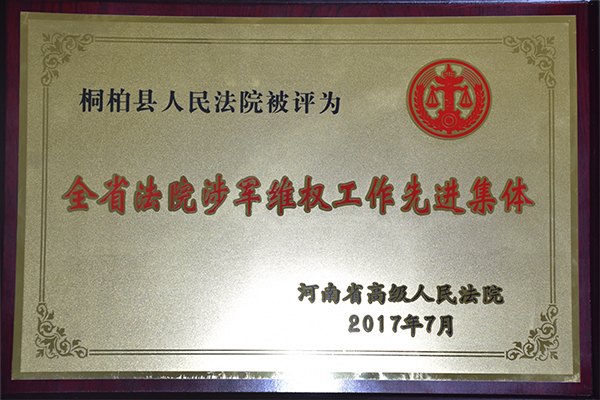 桐柏县人民法院被评为
全省法院涉军维权工作先进集体
河南省高级人民法院
2017年7月